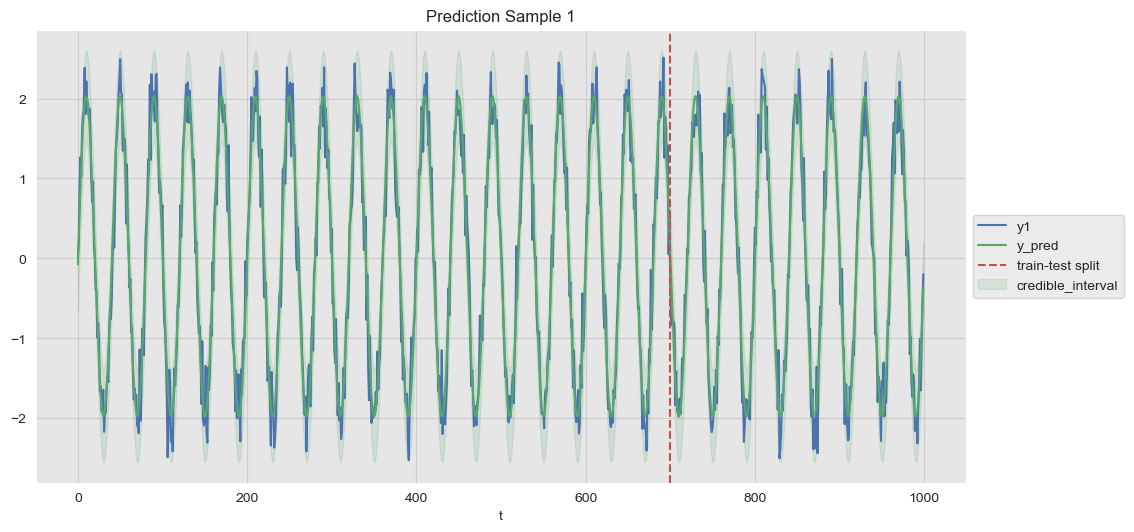 Prediction Sample 1
2
1
0
−1
−2
0
200
400
600
800
1000
t
y1
y_pred
train-test split
credible_interval